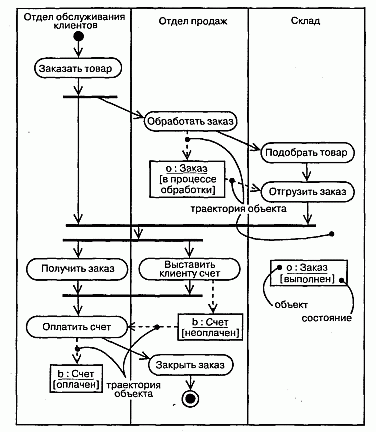 Отдел обслуживания
клиентов
Отдел продаж
Склад
Заказать товар
Обработать заказ
Подобрать товар
o : Заказ
[в процессе
обработки]
Отгрузить заказ
траектория объекта
Получить заказ
Выставить
клиенту счет
o : Заказ
[выполнен]
объект
состояние
Оплатить счет
b : Счет
[неоплачен]
b : Счет
[оплачен]
траектория
объекта
Закрыть заказ